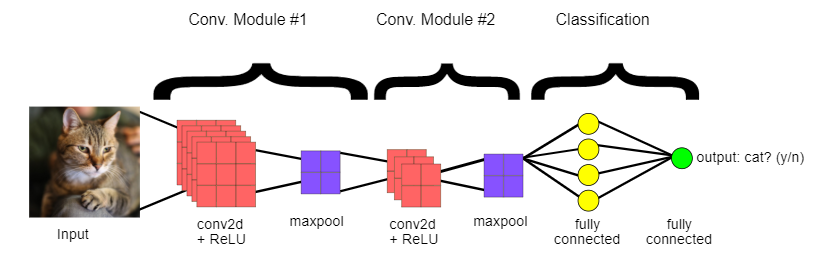 Conv. Module #1
Conv. Module #2
Classification
output: cat? (y/n)
Input
conv2d
+ ReLU
maxpool
conv2d
+ ReLU
maxpool
fully
connected
fully
connected